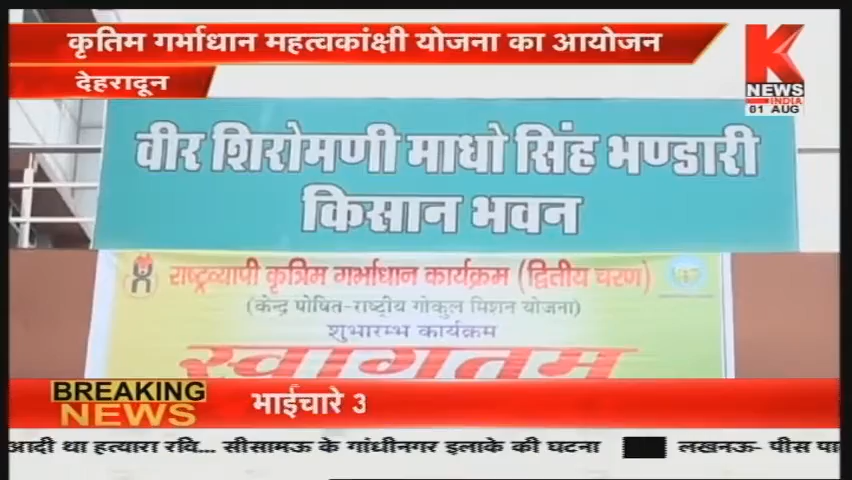 कृतिम गर्भाधान महत्वकांक्षी योजना का आयोजन
देहरादून
K
NEWS
INDIA
01 AUG
वीर शिरोमणी माधो सिंह भण्डारी
किसान भवन
राष्ट्रव्यापी कृत्रिम गर्भाधान कार्यक्रम (द्वितीय चरण)
(केन्द्र पोषित-राष्ट्रीय गोकुल मिशन योजना)
शुभारम्भ कार्यक्रम
स्वागतम
BREAKING NEWS
भाईचारे
आदी था हत्यारा रवि... सीसामऊ के गांधीनगर इलाके की घटना
लखनऊ- पीस पा